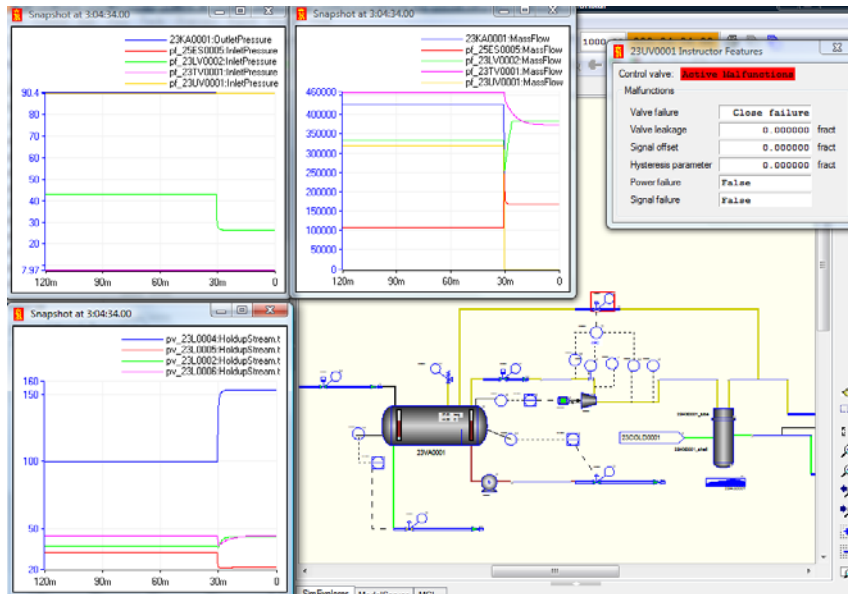 Snapshot at 3:04:34.00
23KA0001:OutletPressure
pf_25ES0005:InletPressure
pf_23LV0002:InletPressure
pf_23TV0001:InletPressure
pf_23UV0001:InletPressure
90.4
80
70
60
50
40
30
20
7.97
120m
90m
60m
30m
0
Snapshot at 3:04:34.00
23KA0001:MassFlow
pf_25ES0005:MassFlow
pf_23LV0002:MassFlow
pf_23TV0001:MassFlow
pf_23UV0001:MassFlow
460000
400000
350000
300000
250000
200000
150000
100000
50000
0
120m
90m
60m
30m
0
1000
23UV0001 Instructor Features
Control valve: Active Malfunctions
Malfunctions
Valve failure Close failure
Valve leakage 0.000000 fract
Signal offset 0.000000 fract
Hysteresis parameter 0.000000 fract
Power failure False
Signal failure False
Snapshot at 3:04:34.00
pv_23L0004:HoldupStream.t
pv_23L0005:HoldupStream.t
pv_23L0002:HoldupStream.t
pv_23L0006:HoldupStream.t
160
150
100
50
20
120m
90m
60m
30m
0
23VA0001
23COLD0001